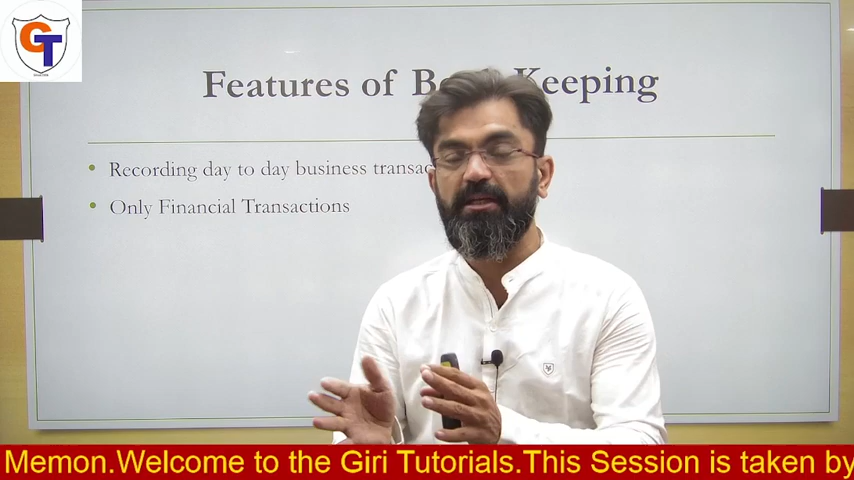 GT
Features of Keeping
Recording day to day business
Only Financial Transactions
Memon.Welcome to the Giri Tutorials.This Session is taken by